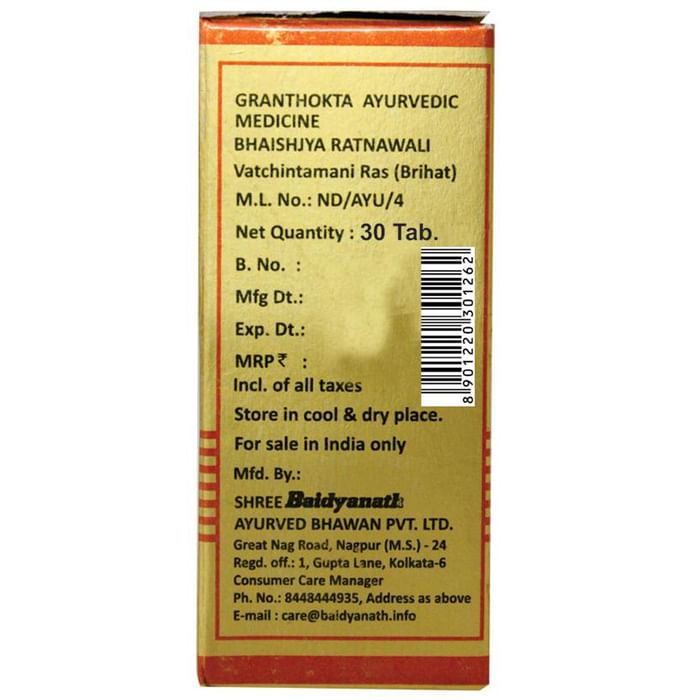 GRANTHOKTA AYURVEDIC
MEDICINE
BHAISHJYA RATNAWALI
Vatchintamani Ras (Brihat)
M.L. No.: ND/AYU/4
Net Quantity : 30 Tab.
B. No. :
Mfg Dt.:
Exp. Dt.:
MRP ₹ :
Incl. of all taxes
Store in cool & dry place.
For sale in India only
Mfd. By.:
SHREE Baidyanath
AYURVED BHAWAN PVT. LTD.
Great Nag Road, Nagpur (M.S.) - 24
Regd. off.: 1, Gupta Lane, Kolkata-6
Consumer Care Manager
Ph. No.: 8448444935, Address as above
E-mail : care@baidyanath.info
8 901220 301262